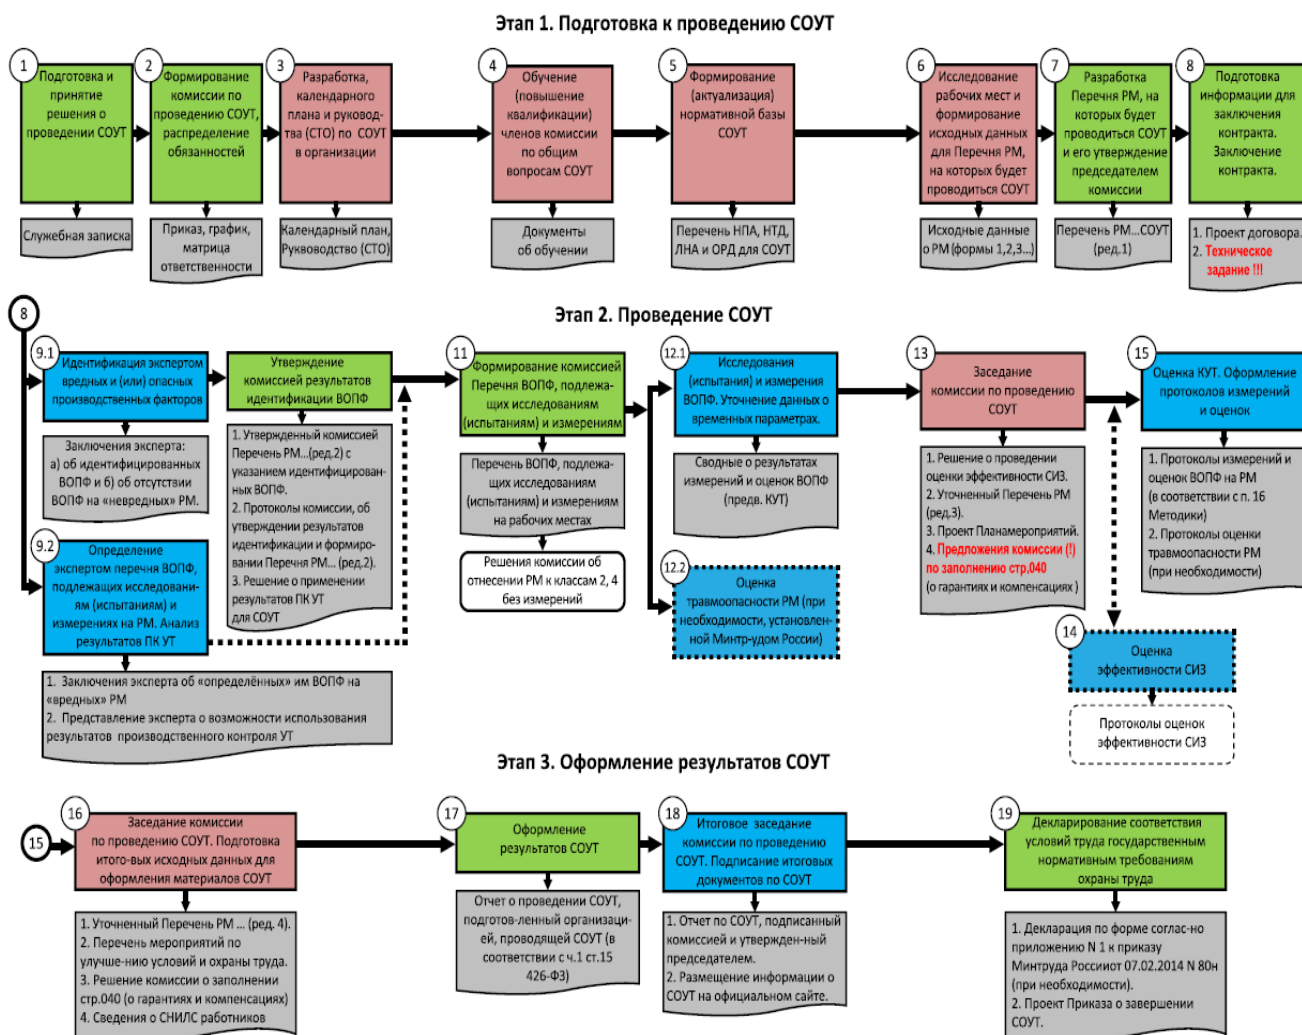 Этап 1. Подготовка к проведению СОУТ
1
Подготовка и
принятие
решения о
проведении СОУТ
Служебная записка
2
Формирование
комиссии по
проведению СОУТ,
распределение
обязанностей
Приказ, график,
матрица
ответственности
3
Разработка,
календарного
плана и руковод-
тва (СТО) по СОУТ
в организации
Календарный план,
Рукводство (СТО)
4
Обучение
(повышение
квалификации)
членов комиссии
по общим
вопросам СОУТ
Документы
об обучении
5
Формирование
(актуализация)
нормативной базы
СОУТ
Перечень НПА, НТД,
ЛНА и ОРД для СОУТ
6
Исследование
рабочих мест и
формирование
исходных данных
для Перечня РМ,
на которых будет
проводиться СОУТ
Исходные данные
о РМ (формы 1,2,3...)
7
Разработка
Перечня РМ, на
которых будет
проводиться СОУТ
и его утверждение
председателем
комиссии
Перечень РМ...СОУТ
(ред.1)
8
Подготовка
информации для
заключения
контракта.
Заключение
контракта.
1. Проект договора.
2. Техническое
задание !!!
Этап 2. Проведение СОУТ
8
9.1
Идентификация экспертом
вредных и (или) опасных
производственных факторов
Заключения эксперта:
а) об идентифицированных
ВОПФ и б) об отсутствии
ВОПФ на «невредных» РМ.
9.2
Определение
экспертом перечня ВОПФ,
подлежащих исследовани-
ям (испытаниям) и
измерениях на РМ. Анализ
результатов ПК УТ
1. Заключения эксперта об «определённых» им ВОПФ на
«вредных» РМ
2. Представление эксперта о возможности использования
результатов производственного контроля УТ
Утверждение
комиссией результатов
идентификации ВОПФ
1. Утвержденный комиссией
Перечень РМ...(ред.2) с
указанием идентифицирован-
ных ВОПФ.
2. Протоколы комиссии, об
утверждении результатов
идентификации и формиро-
вании Перечня РМ... (ред.2).
3. Решение о применении
результатов ПК УТ
для СОУТ
11
Формирование комиссией
Перечня ВОПФ, подлежа-
щих исследованиям
(испытаниям) и измерениям
Перечень ВОПФ, подлежа-
щих исследованиям
(испытаниям) и измерениям
на рабочих местах
Решения комиссии об
отнесении РМ к классам 2, 4
без измерений
12.1
Исследования
(испытания) и измерения
ВОПФ. Уточнение данных о
временных параметрах.
Сводные о результатах
измерений и оценок ВОПФ
(предв. КУТ)
12.2
Оценка
травмоопасности РМ (при
необходимости, установлен-
ной Минтр-удом России)
13
Заседание
комиссии по проведению
СОУТ
1. Решение о проведении
оценки эффективности СИЗ.
2. Уточненный Перечень РМ
(ред.3).
3. Проект Планамероприятий.
4. Предложения комиссии (!)
по заполнению стр.040
(о гарантиях и компенсациях )
15
Оценка КУТ. Оформление
протоколов измерений
и оценок
1. Протоколы измерений и
оценок ВОПФ на РМ
(в соответствии с п. 16
Методики)
2. Протоколы оценки
травмоопасности РМ
(при необходимости)
14
Оценка
эффективности СИЗ
Протоколы оценок
эффективности СИЗ
Этап 3. Оформление результатов СОУТ
15
16
Заседание комиссии
по проведению СОУТ. Подготовка
итого-вых исходных данных для
оформления материалов СОУТ
1. Уточненный Перечень РМ ... (ред. 4).
2. Перечень мероприятий по
улучше-нию условий и охраны труда.
3. Решение комиссии о заполнении
стр.040 (о гарантиях и компенсациях)
4. Сведения о СНИЛС работников
17
Оформление
результатов СОУТ
Отчет о проведении СОУТ,
подготов-ленный организаци-
ей, проводящей СОУТ (в
соответствии с ч.1 ст.15
426-ФЗ)
18
Итоговое заседание
комиссии по проведению
СОУТ. Подписание итоговых
документов по СОУТ
1. Отчет по СОУТ, подписанный
комиссией и утвержден-ный
председателем.
2. Размещение информации о
СОУТ на официальном сайте.
19
Декларирование соответствия
условий труда государственным
нормативным требованиям
охраны труда
1. Декларация по форме соглас-но
приложению N 1 к приказу
Минтруда Россииот 07.02.2014 N 80н
(при необходимости).
2. Проект Приказа о завершении
СОУТ.